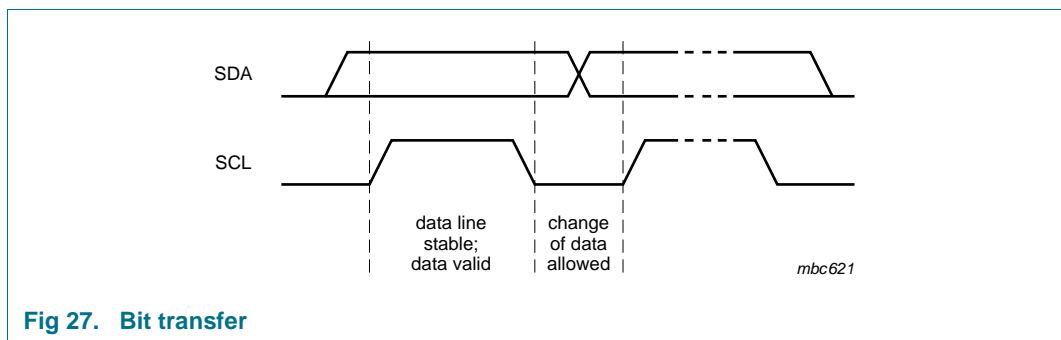 SDA
SCL
data line
stable;
data valid
change
of data
allowed
mbc621
Fig 27. Bit transfer